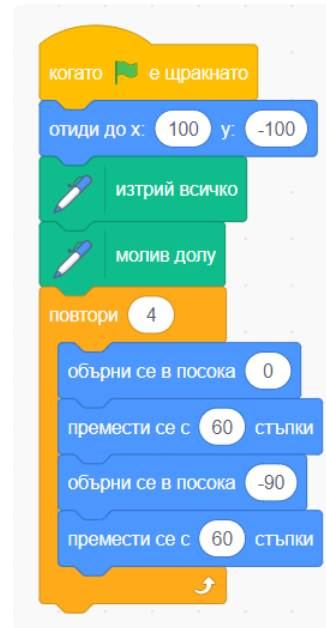 когато е щракнато
отиди до x: 100 y: -100
изтрий всичко
молив долу
повтори 4
обърни се в посока 0
премести се с 60 стъпки
обърни се в посока -90
премести се с 60 стъпки